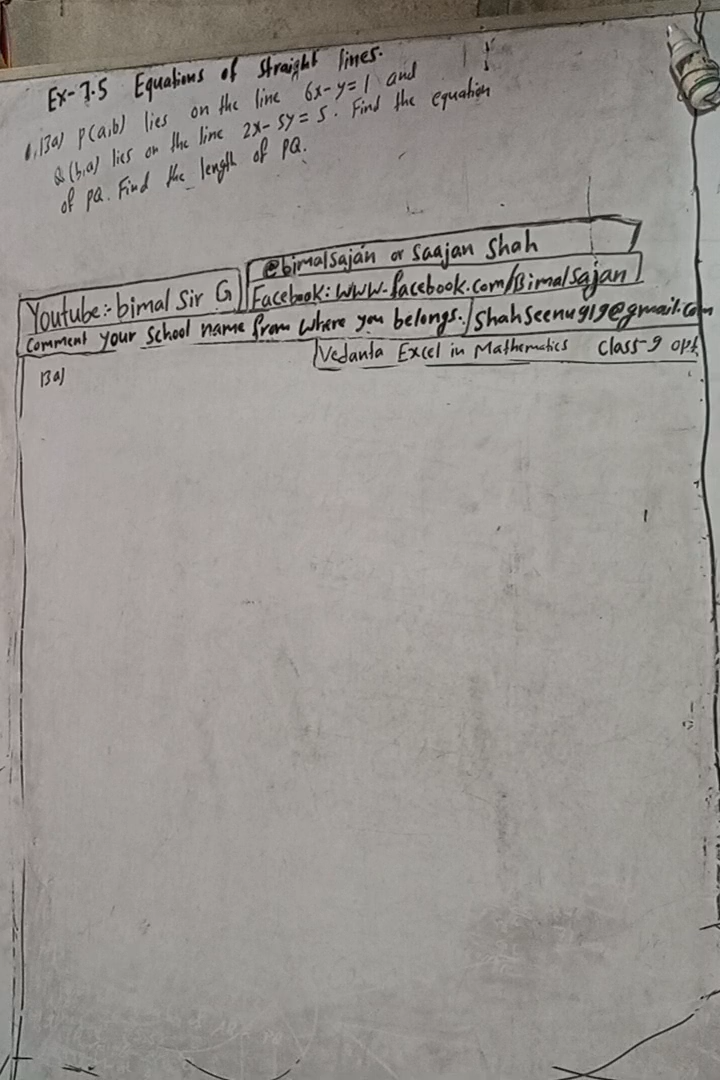 Ex-7.5 Equations of straight lines.
13a) P(a,b) lies on the line 6x-y=1 and
Q(b,a) lies on the line 2x-5y=5. Find the equation
of PQ. Find the length of PQ.
@bimalsajan or Saajan Shah
Youtube:- bimal Sir G
Facebook: www.facebook.com/Bimalsajan
Comment your School name from where you belongs. / Shahseenu919@gmail.com
Vedanta Excel in Mathematics Class-9 opt
13a)